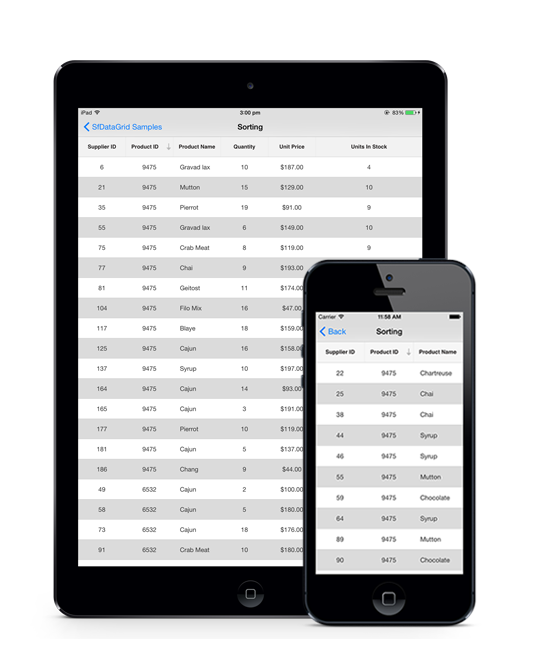 iPad 3:00 pm 83%
SfDataGrid Samples Sorting
Supplier ID Product ID Product Name Quantity Unit Price Units In Stock
6 9475 Gravad lax 10 $187.00 4
21 9475 Mutton 15 $129.00 10
35 9475 Pierrot 19 $91.00 9
55 9475 Gravad lax 6 $149.00 10
75 9475 Crab Meat 8 $119.00 9
77 9475 Chai 9 $193.00
81 9475 Geitost 11 $174.00
104 9475 Filo Mix 16 $47.00
117 9475 Blaye 18 $159.00
125 9475 Cajun 16 $158.00
137 9475 Syrup 10 $197.00
164 9475 Cajun 14 $93.00
165 9475 Cajun 3 $191.00
177 9475 Pierrot 10 $119.00
181 9475 Cajun 5 $137.00
186 9475 Chang 9 $44.00
49 6532 Cajun 2 $100.00
58 6532 Cajun 5 $180.00
73 6532 Cajun 18 $176.00
91 6532 Crab Meat 10 $180.00
Carrier 11:58 AM
Back Sorting
Supplier ID Product ID Product Name
22 9475 Chartreuse
25 9475 Chai
38 9475 Chai
44 9475 Syrup
46 9475 Syrup
55 9475 Mutton
59 9475 Chocolate
64 9475 Syrup
89 9475 Mutton
90 9475 Chocolate